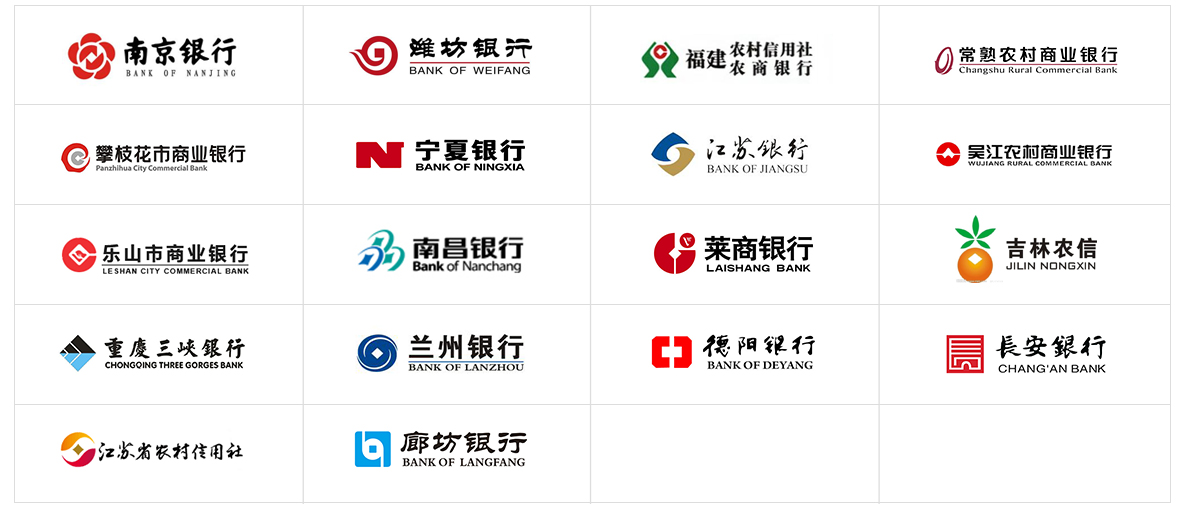 南京银行
BANK OF NANJING
潍坊银行
BANK OF WEIFANG
福建农村信用社
农商银行
常熟农村商业银行
Changshu Rural Commercial Bank
攀枝花市商业银行
Panzhihua City Commercial Bank
宁夏银行
BANK OF NINGXIA
江苏银行
BANK OF JIANGSU
吴江农村商业银行
WUJIANG RURAL COMMERCIAL BANK
乐山市商业银行
LESHAN CITY COMMERCIAL BANK
南昌银行
Bank of Nanchang
莱商银行
LAISHANG BANK
吉林农信
JILIN NONGXIN
重慶三峡銀行
CHONGQING THREE GORGES BANK
兰州银行
BANK OF LANZHOU
德阳银行
BANK OF DEYANG
長安銀行
CHANG'AN BANK
江苏省农村信用社
廊坊银行
BANK OF LANGFANG